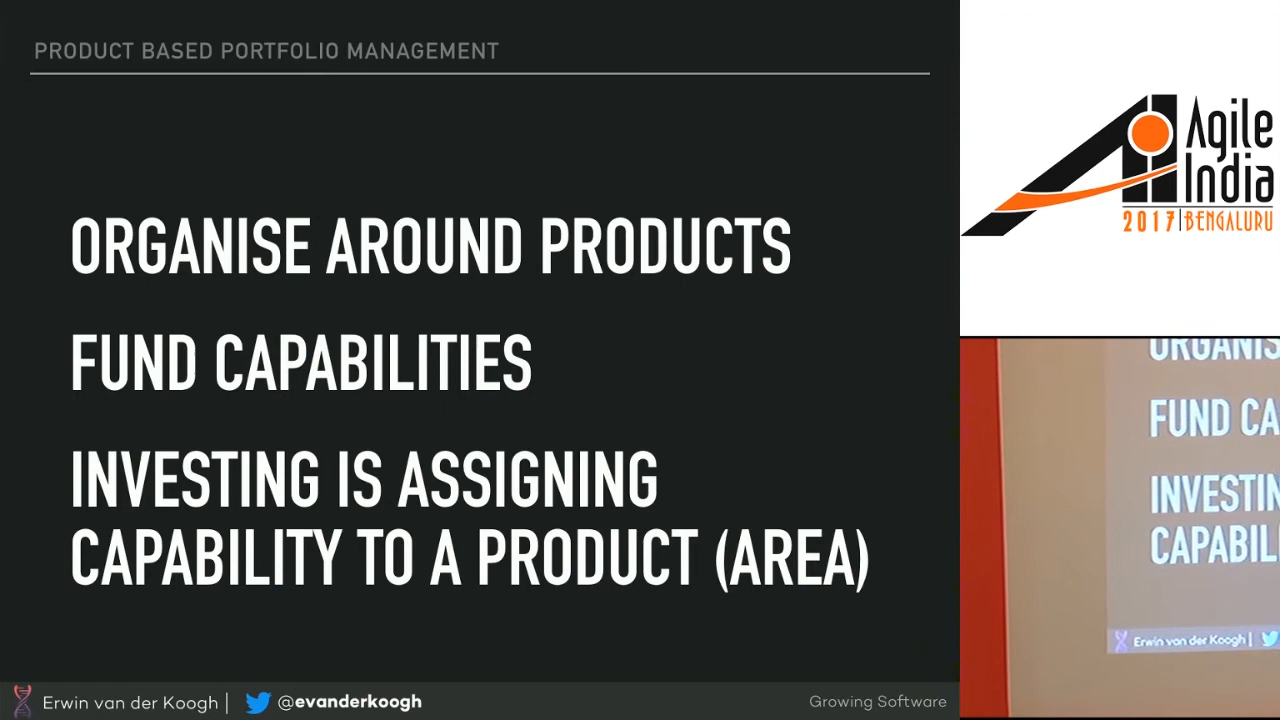 PRODUCT BASED PORTFOLIO MANAGEMENT
ORGANISE AROUND PRODUCTS
FUND CAPABILITIES
INVESTING IS ASSIGNING
CAPABILITY TO A PRODUCT (AREA)
Erwin van der Koogh | @evanderkoogh
Growing Software
Agile
India
2017 | BENGALURU
ORGANIS
FUND CA
INVESTIN
CAPABIL
Erwin van der Koogh |